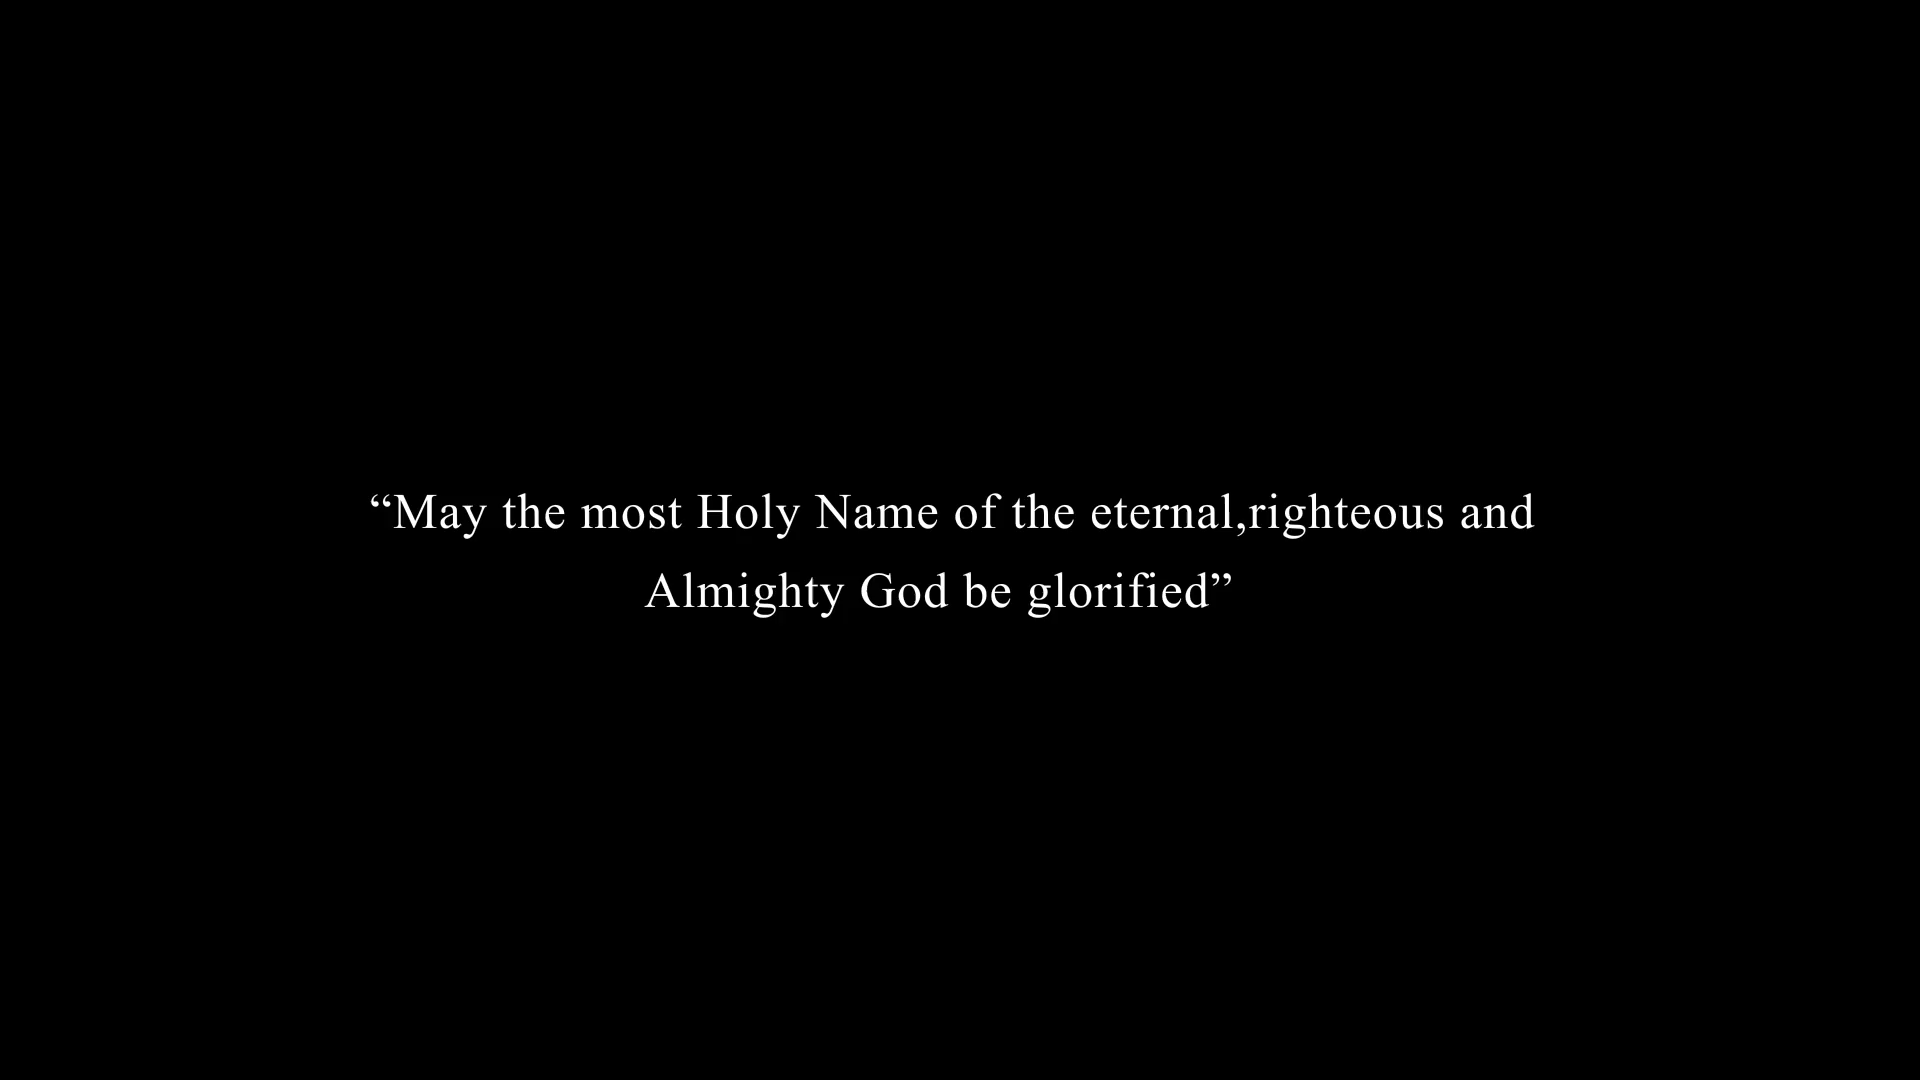 “May the most Holy Name of the eternal,righteous and
Almighty God be glorified”